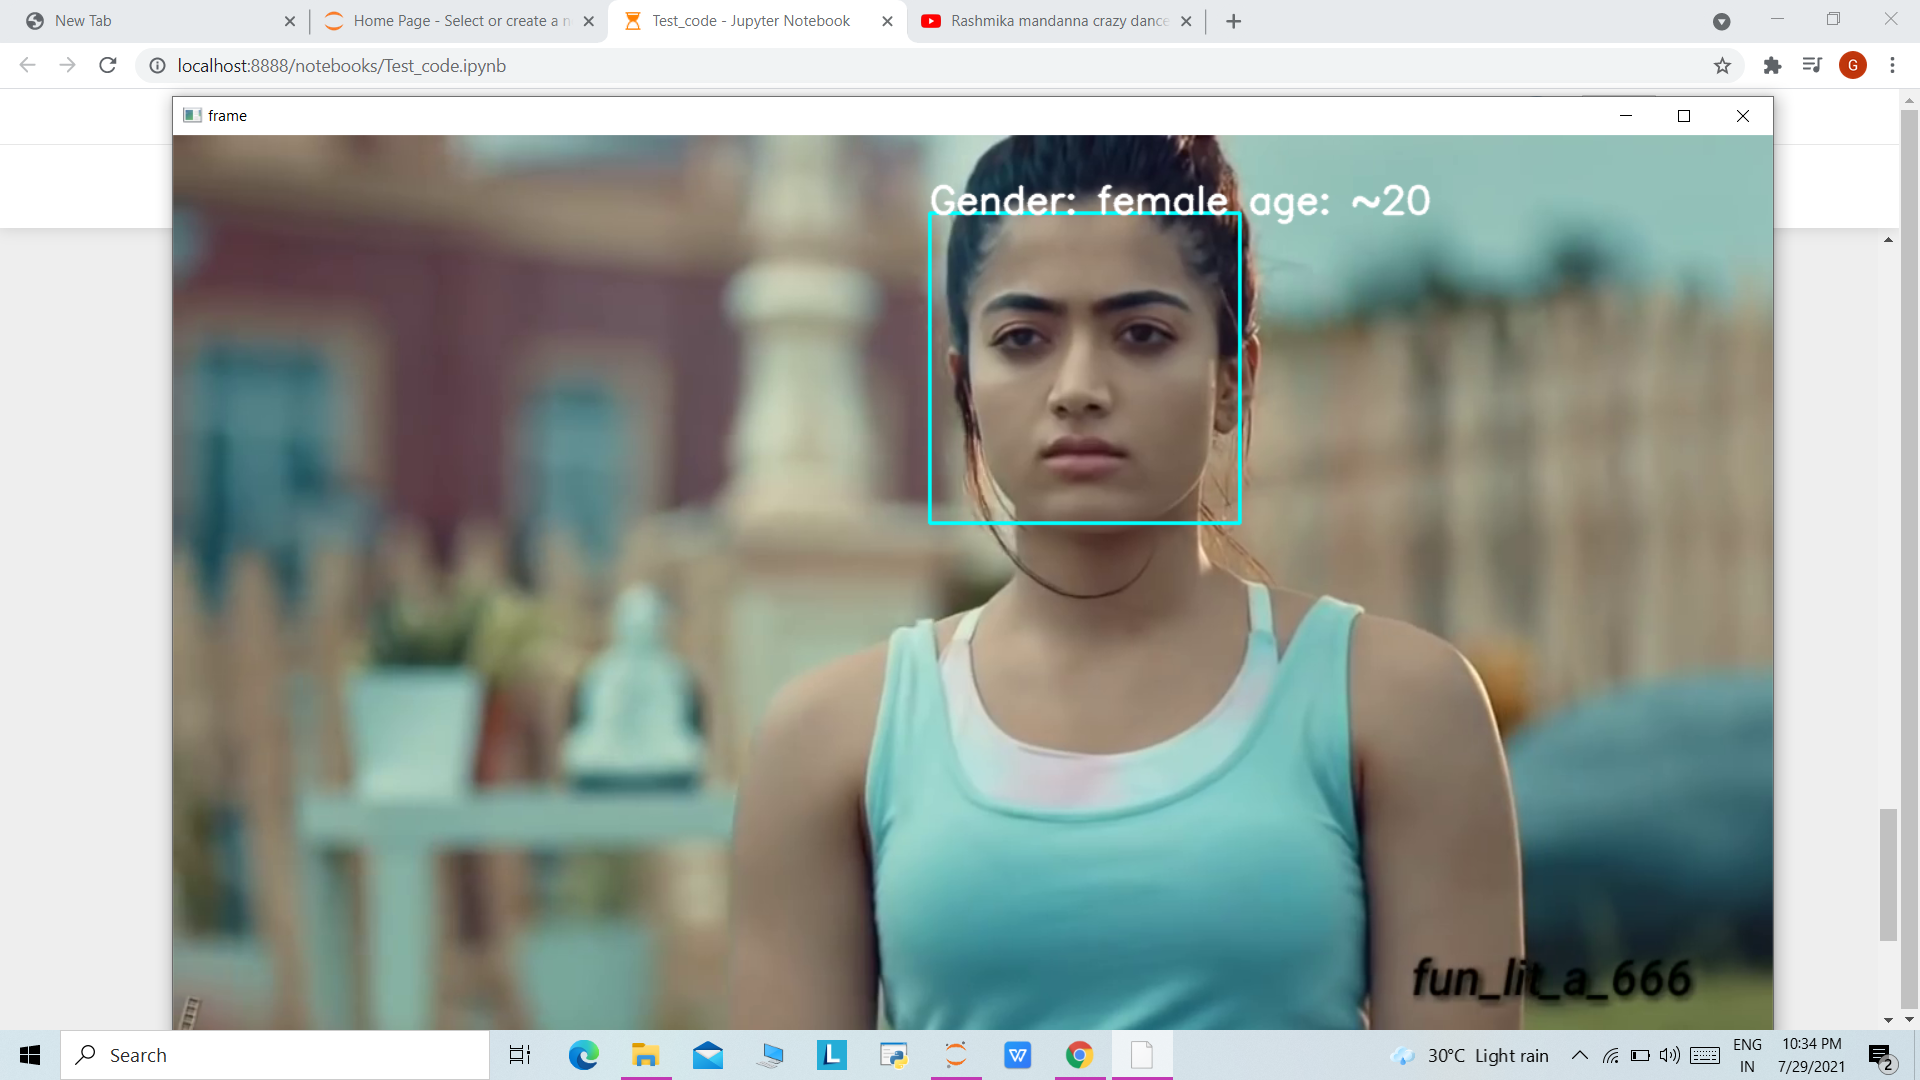 New Tab
Home Page - Select or create a n
Test_code - Jupyter Notebook
Rashmika mandanna crazy dance
localhost:8888/notebooks/Test_code.ipynb
G
frame
Gender: female age: ~20
fun_lit_a_666
Search
L
W
30°C Light rain
ENG
IN
10:34 PM
7/29/2021
2